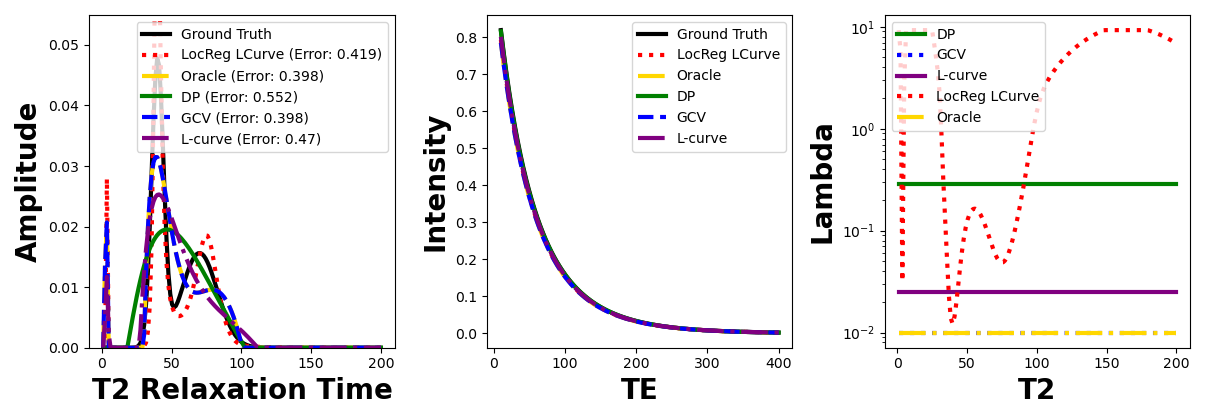 Amplitude
0.05
0.04
0.03
0.02
0.01
0.00
Ground Truth
LocReg LCurve (Error: 0.419)
Oracle (Error: 0.398)
DP (Error: 0.552)
GCV (Error: 0.398)
L-curve (Error: 0.47)
0 50 100 150 200
T2 Relaxation Time
Intensity
0.8
0.7
0.6
0.5
0.4
0.3
0.2
0.1
0.0
Ground Truth
LocReg LCurve
Oracle
DP
GCV
L-curve
0 100 200 300 400
TE
Lambda
10^1
10^0
10^-1
10^-2
DP
GCV
L-curve
LocReg LCurve
Oracle
0 50 100 150 200
T2